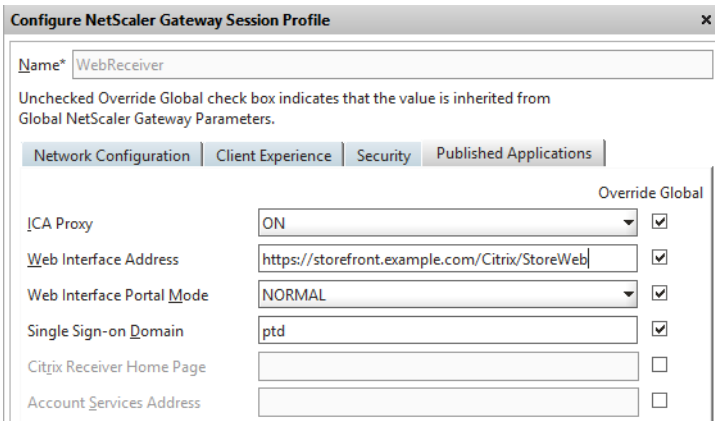 Configure NetScaler Gateway Session Profile x
Name* WebReceiver
Unchecked Override Global check box indicates that the value is inherited from
Global NetScaler Gateway Parameters.
Network Configuration Client Experience Security Published Applications
Override Global
ICA Proxy ON
Web Interface Address https://storefront.example.com/Citrix/StoreWeb
Web Interface Portal Mode NORMAL
Single Sign-on Domain ptd
Citrix Receiver Home Page
Account Services Address